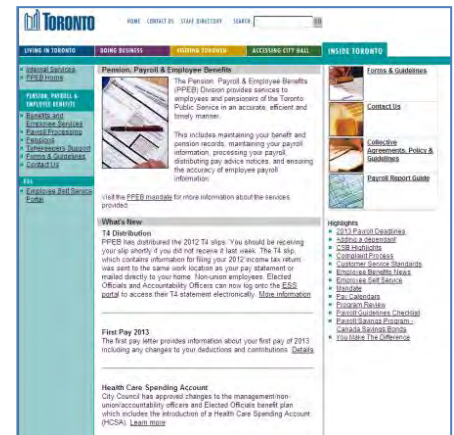 TORONTO
HOME CONTACT US STAFF DIRECTORY SEARCH
LIVING IN TORONTO
DOING BUSINESS
VISITING TORONTO
ACCESSING CITY HALL
INSIDE TORONTO
Internal Services
PPEB Home
PENSION, PAYROLL &
EMPLOYEE BENEFITS
Benefits and
Employee Services
Payroll Processing
Pensions
Timekeepers Support
Forms & Guidelines
Contact Us
ESS
Employee Self Service
Portal
Pension, Payroll & Employee Benefits
The Pension, Payroll & Employee Benefits
(PPEB) Division provides services to
employees and pensioners of the Toronto
Public Service in an accurate, efficient and
timely manner.
This includes maintaining your benefit and
pension records, maintaining your payroll
information, processing your payroll,
distributing pay advice notices, and ensuring
the accuracy of employee payroll
information.
Visit the PPEB mandate for more information about the services
provided.
What's New
T4 Distribution
PPEB has distributed the 2012 T4 slips. You should be receiving
your slip shortly if you did not receive it last week. The T4 slip,
which contains information for filing your 2012 income tax return
was sent to the same work location as your pay statement or
mailed directly to your home. Non-union employees, Elected
Officials and Accountability Officers can now log onto the ESS
portal to access their T4 statement electronically. More information
First Pay 2013
The first pay letter provides information about your first pay of 2013
including any changes to your deductions and contributions. Details
Health Care Spending Account
City Council has approved changes to the management/non-
union/accountability officers and Elected Officials benefit plan
which includes the introduction of a Health Care Spending Account
(HCSA). Learn more
Forms & Guidelines
Contact Us
Collective
Agreements, Policy &
Guidelines
Payroll Report Guide
Highlights
2013 Payroll Deadlines
Adding a dependant
CSB Highlights
Complaint Process
Customer Service Standards
Employee Benefits News
Employee Self Service
Mandate
Pay Calendars
Program Review
Payroll Guidelines Checklist
Payroll Savings Program -
Canada Savings Bonds
You Make The Difference